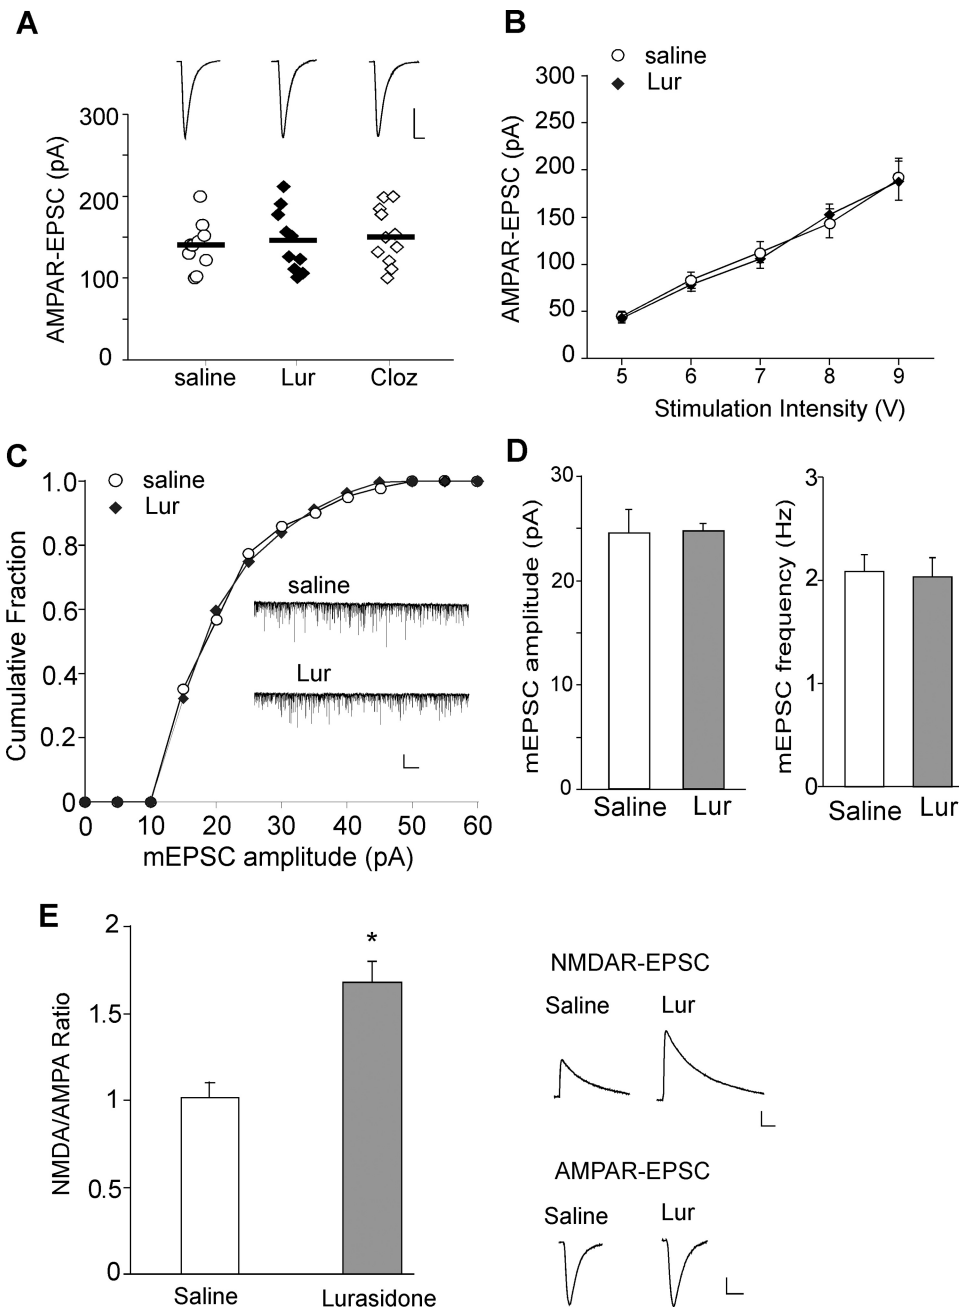 A
AMPAR-EPSC (pA)
300
200
100
0
saline Lur Cloz
B
saline
Lur
AMPAR-EPSC (pA)
300
250
200
150
100
50
0
5 6 7 8 9
Stimulation Intensity (V)
C
saline
Lur
Cumulative Fraction
1.0
0.8
0.6
0.4
0.2
0
saline
Lur
0 10 20 30 40 50 60
mEPSC amplitude (pA)
D
mEPSC amplitude (pA)
30
20
10
0
Saline Lur
mEPSC frequency (Hz)
3
2
1
0
Saline Lur
E
NMDA/AMPA Ratio
2
1.5
1
0.5
0
*
Saline Lurasidone
NMDAR-EPSC
Saline Lur
AMPAR-EPSC
Saline Lur